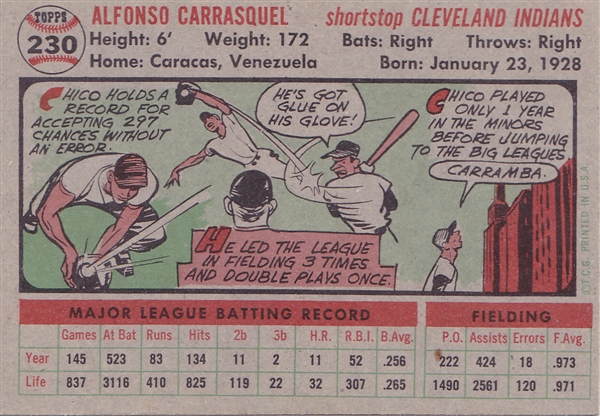 TOPPS
230
ALFONSO CARRASQUEL shortstop CLEVELAND INDIANS
Height: 6' Weight: 172 Bats: Right Throws: Right
Home: Caracas, Venezuela Born: January 23, 1928
CHICO HOLDS A
RECORD FOR
ACCEPTING 297
CHANCES WITHOUT
AN ERROR.
HE'S GOT
GLUE ON
HIS GLOVE!
HE LED THE LEAGUE
IN FIELDING 3 TIMES
AND DOUBLE PLAYS ONCE.
CHICO PLAYED
ONLY 1 YEAR
IN THE MINORS
BEFORE JUMPING
TO THE BIG LEAGUES
CARRAMBA.
©T.C.G. PRINTED IN U.S.A.
MAJOR LEAGUE BATTING RECORD FIELDING
Games At Bat Runs Hits 2b 3b H.R. R.B.I. B.Avg. P.O. Assists Errors F.Avg.
Year 145 523 83 134 11 2 11 52 .256 222 424 18 .973
Life 837 3116 410 825 119 22 32 307 .265 1490 2561 120 .971